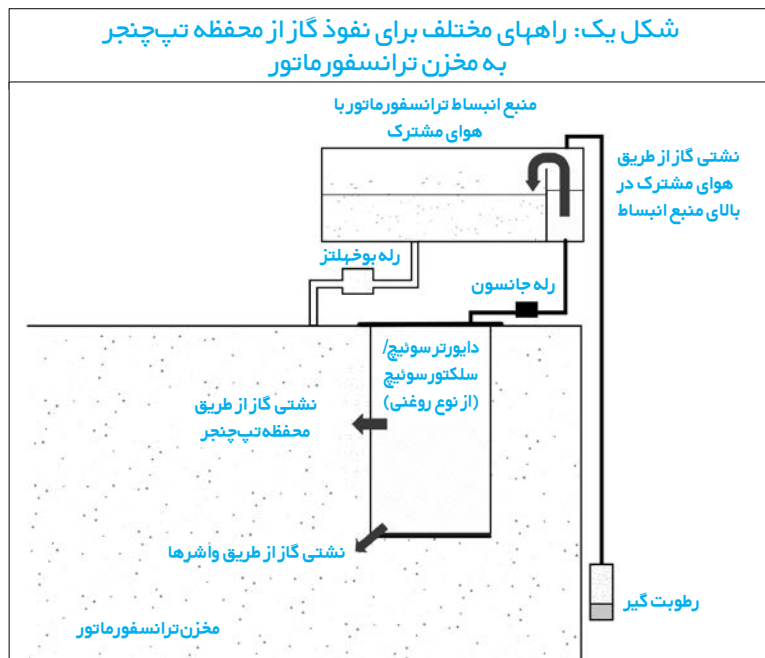 شکل یک: راههای مختلف برای نفوذ گاز از محفظه تپ‌چنجر
به مخزن ترانسفورماتور
منبع انبساط ترانسفورماتور با
هوای مشترک
نشتی گاز از طریق
هوای مشترک در
بالای منبع انبساط
رله بوخهلتز
رله جانسون
دایورتر سوئیچ/
سلکتور سوئیچ
(از نوع روغنی)
نشتی گاز از طریق
محفظه تپ‌چنجر
نشتی گاز از طریق واشرها
رطوبت گیر
مخزن ترانسفورماتور